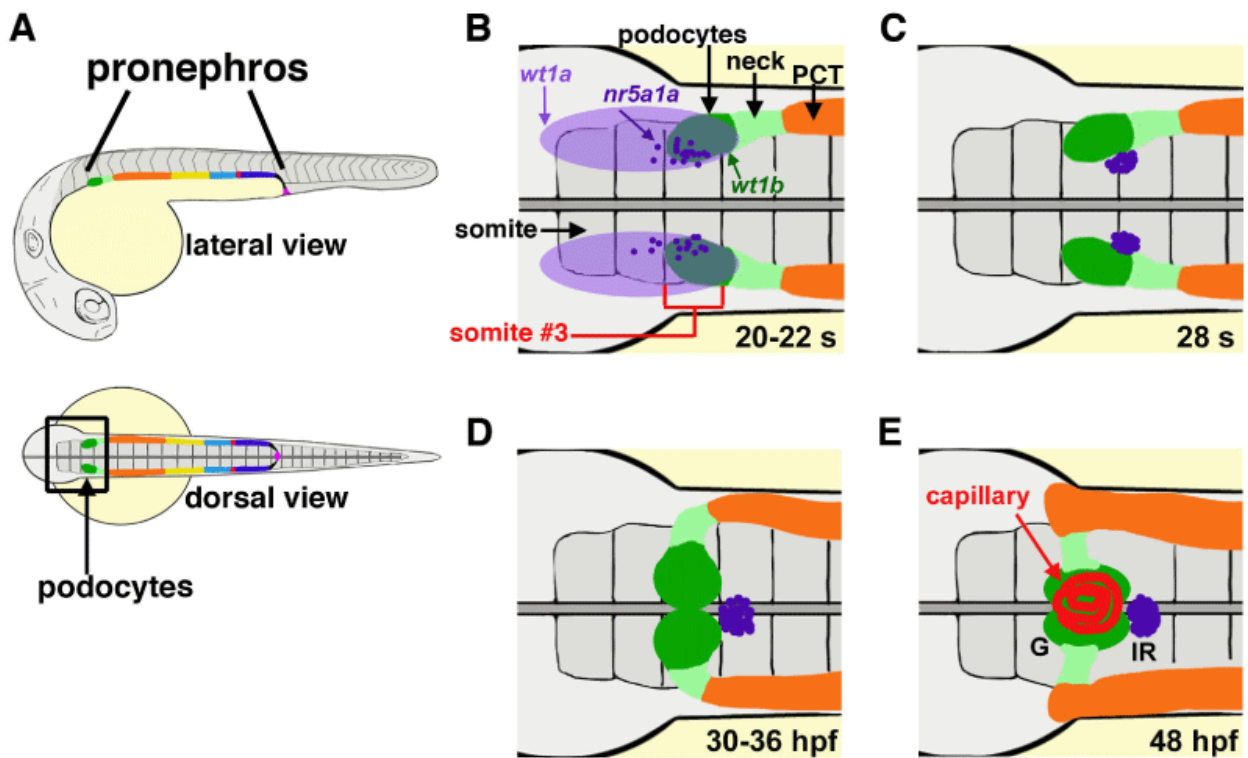 A
pronephros
lateral view
dorsal view
podocytes
B
podocytes
wt1a
nr5a1a
neck
PCT
wt1b
somite
somite #3
20-22 s
C
28 s
D
30-36 hpf
E
capillary
G
IR
48 hpf